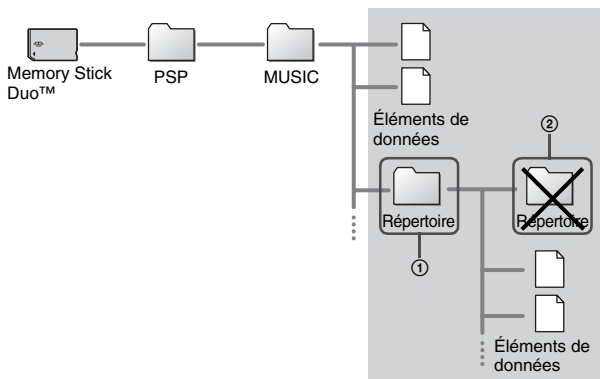 Memory Stick
Duo™
PSP
MUSIC
Éléments de
données
②
Répertoire
Répertoire
①
Éléments de
données